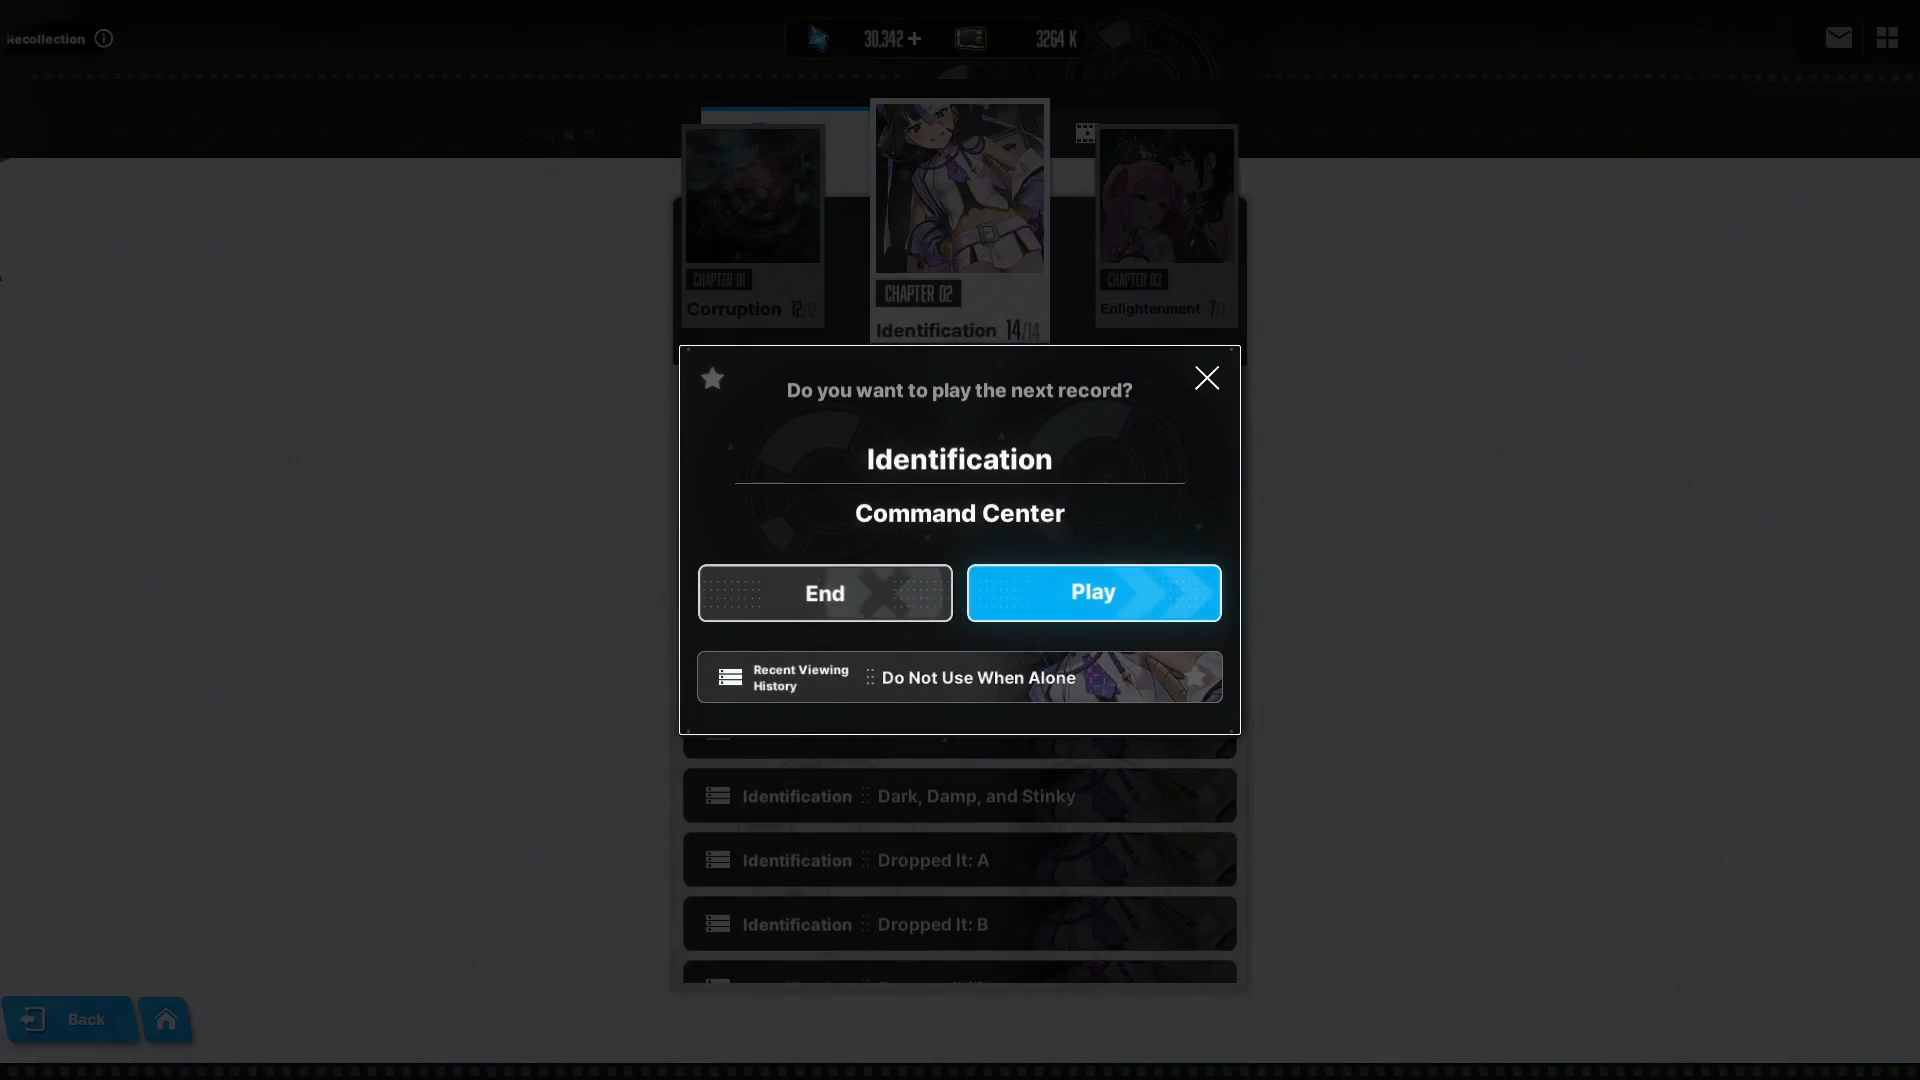 Recollection
30,342
3264 K
CHAPTER 01
Corruption 12/12
CHAPTER 02
Identification 14/14
CHAPTER 03
Enlightenment 7/7
Do you want to play the next record?
Identification
Command Center
End
Play
Recent Viewing
History
Do Not Use When Alone
Identification Dark, Damp, and Stinky
Identification Dropped It: A
Identification Dropped It: B
Back